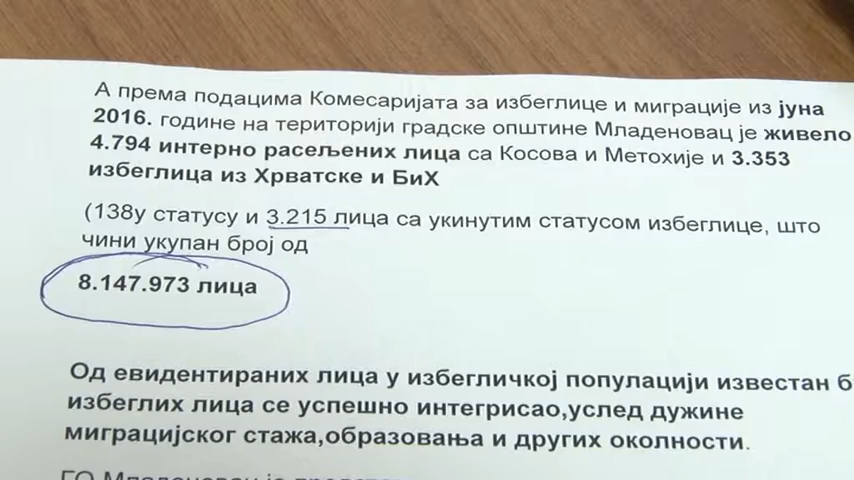 А према подацима Комесаријата за избеглице и миграције из јуна
2016. године на територији градске општине Младеновац је живело
4.794 интерно расељених лица са Косова и Метохије и 3.353
избеглица из Хрватске и БиХ
(138у статусу и 3.215 лица са укинутим статусом избеглице, што
чини укупан број од
8.147.973 лица
Од евидентираних лица у избегличкој популацији известан
избеглих лица се успешно интегрисао,услед дужине
миграцијског стажа,образовања и других околности.
ГО Младеновац је